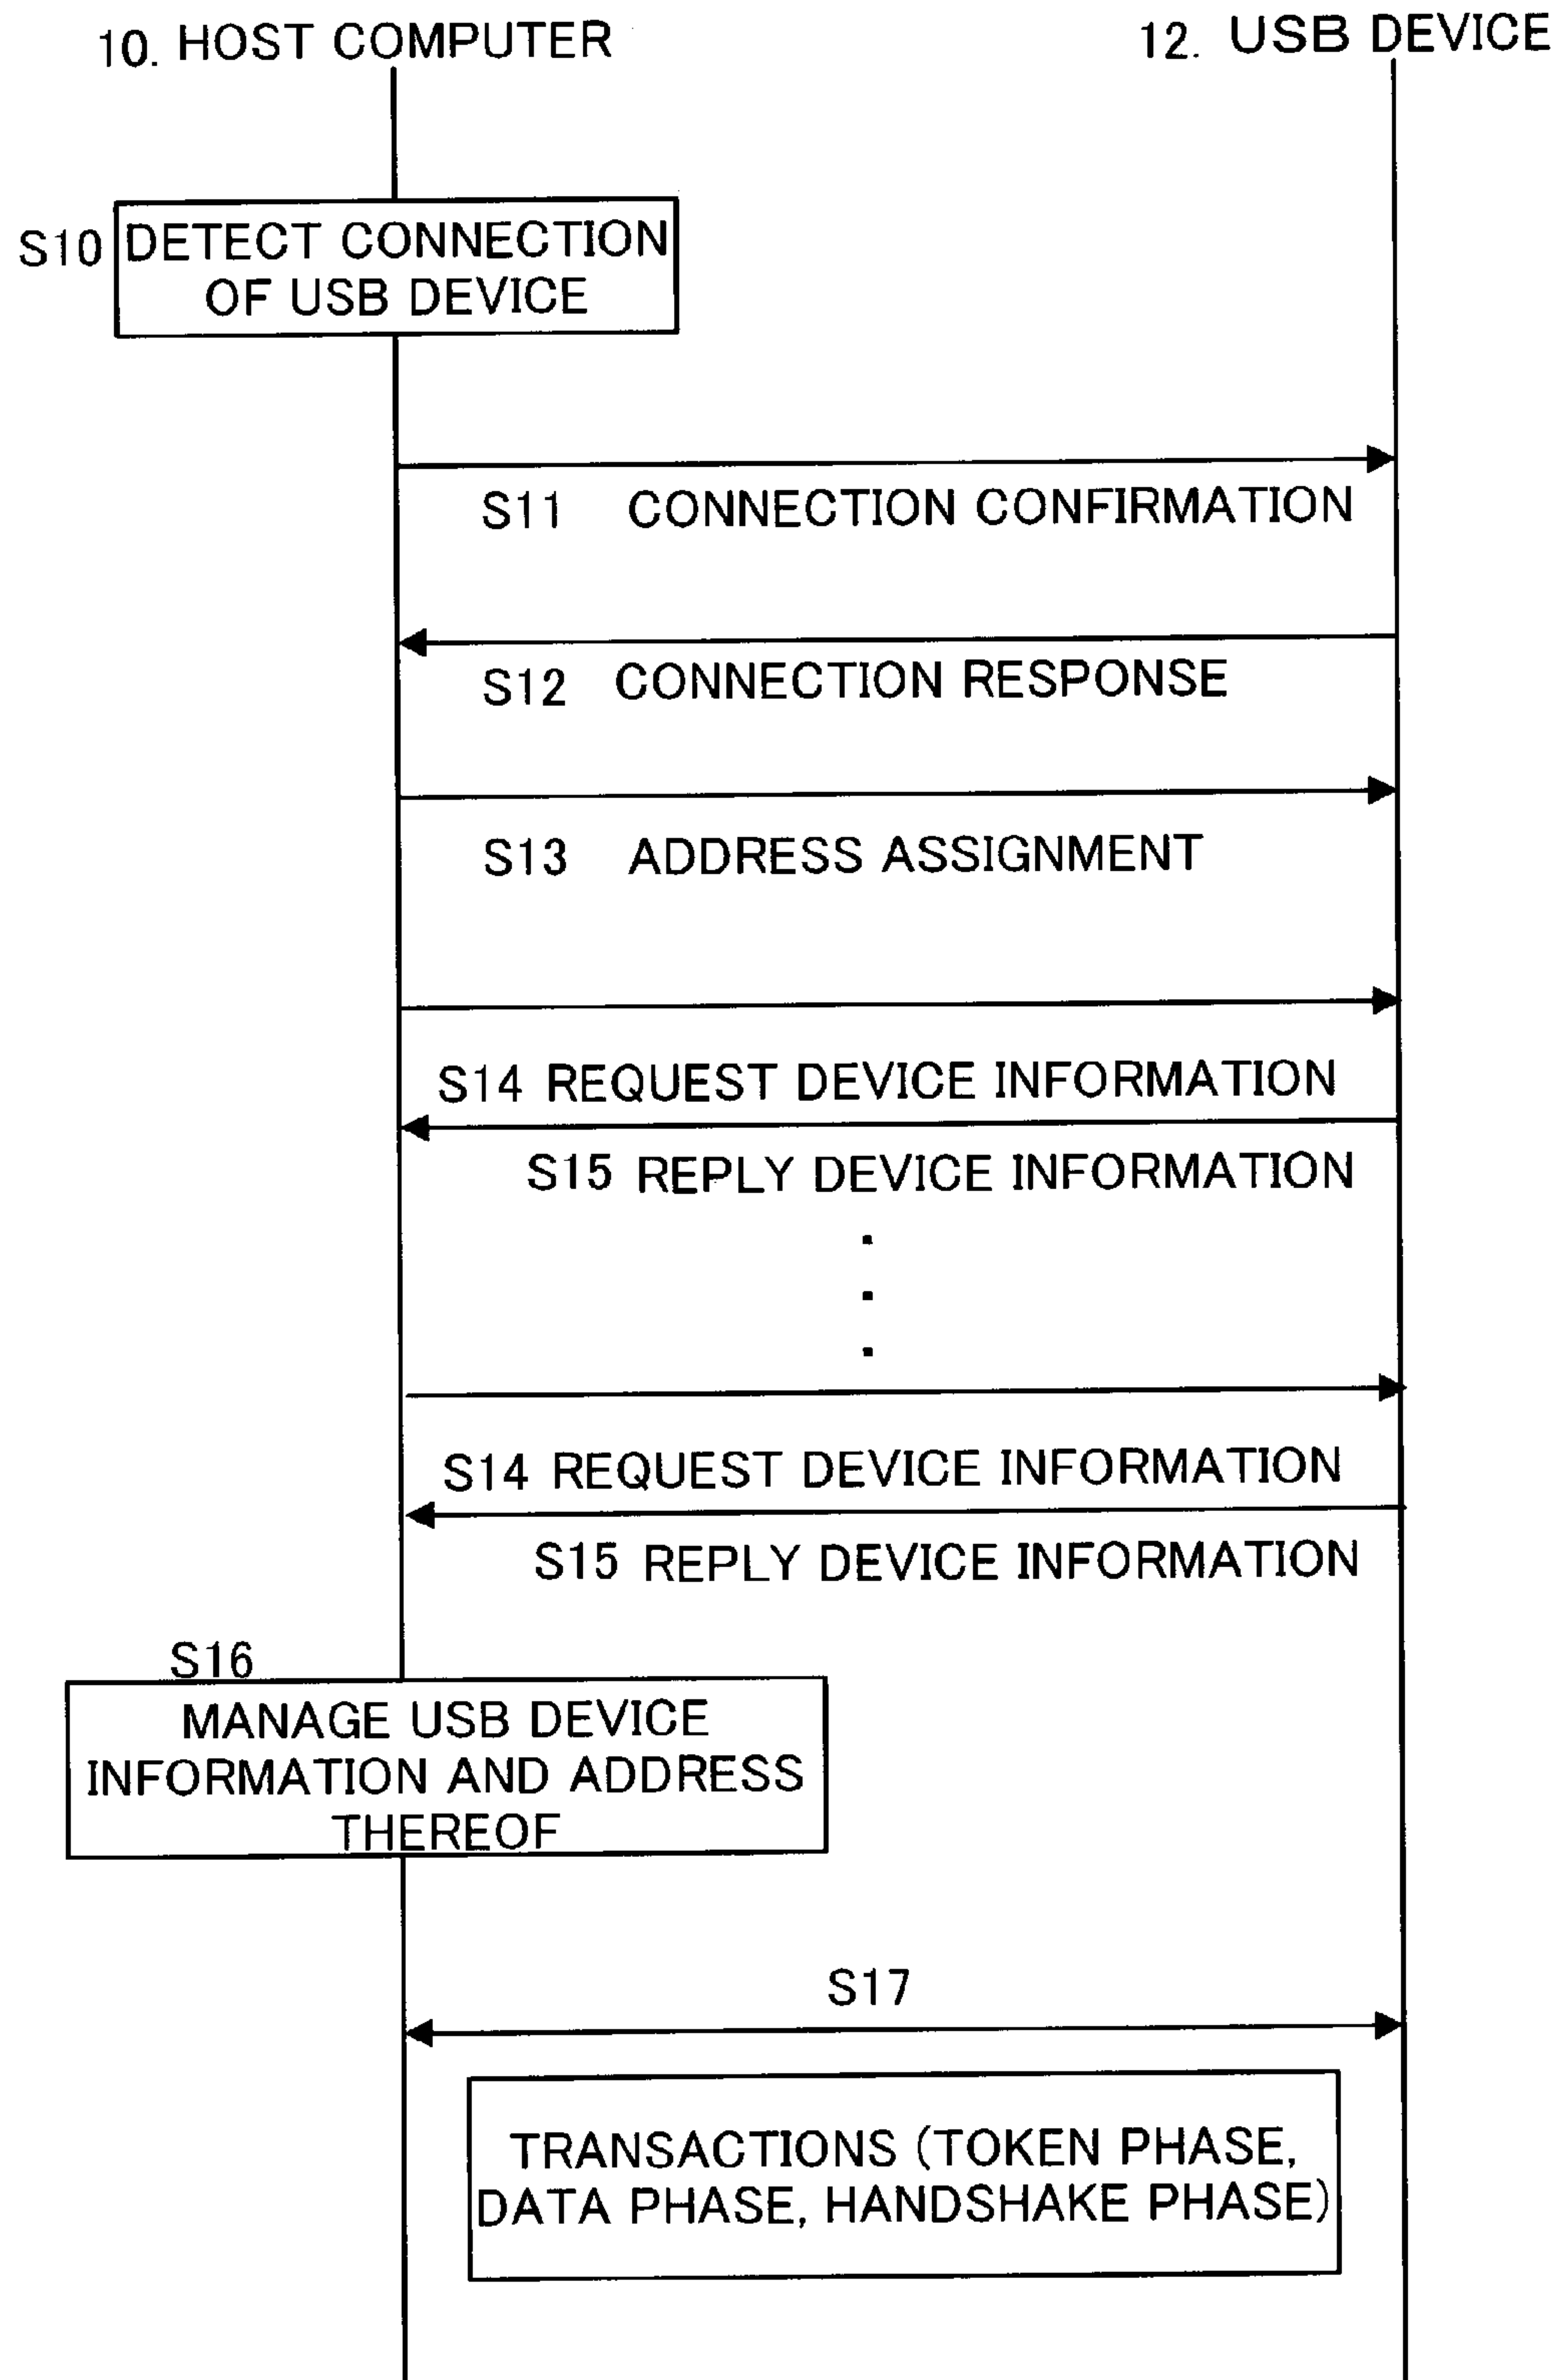 10. HOST COMPUTER
12. USB DEVICE
S10
DETECT CONNECTION
OF USB DEVICE
S11 CONNECTION CONFIRMATION
S12 CONNECTION RESPONSE
S13 ADDRESS ASSIGNMENT
S14 REQUEST DEVICE INFORMATION
S15 REPLY DEVICE INFORMATION
S14 REQUEST DEVICE INFORMATION
S15 REPLY DEVICE INFORMATION
S16
MANAGE USB DEVICE
INFORMATION AND ADDRESS
THEREOF
S17
TRANSACTIONS (TOKEN PHASE,
DATA PHASE, HANDSHAKE PHASE)